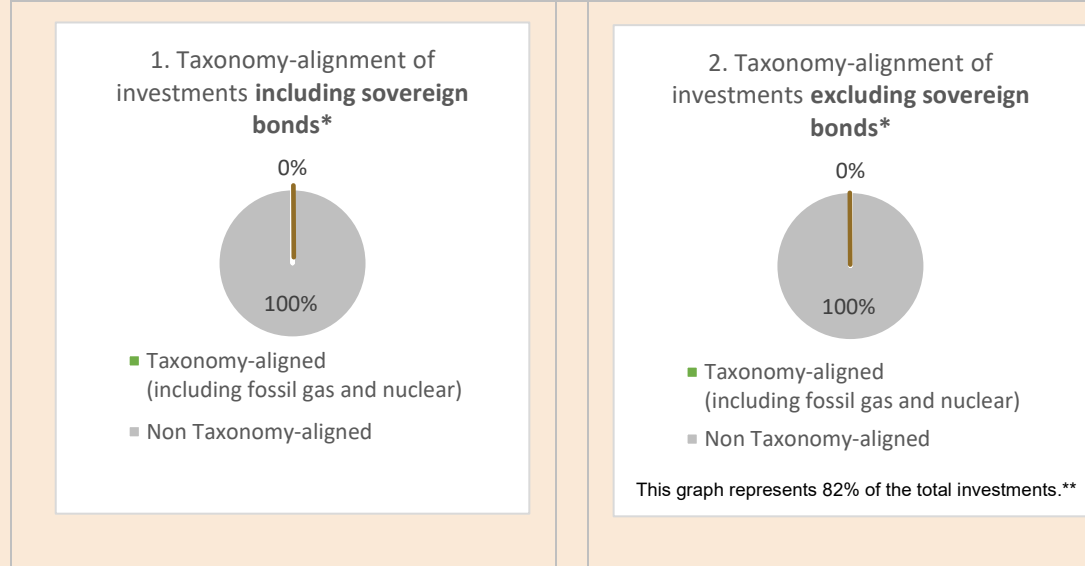 1. Taxonomy-alignment of
investments including sovereign
bonds*
0%
100%
Taxonomy-aligned
(including fossil gas and nuclear)
Non Taxonomy-aligned
2. Taxonomy-alignment of
investments excluding sovereign
bonds*
0%
100%
Taxonomy-aligned
(including fossil gas and nuclear)
Non Taxonomy-aligned
This graph represents 82% of the total investments.**